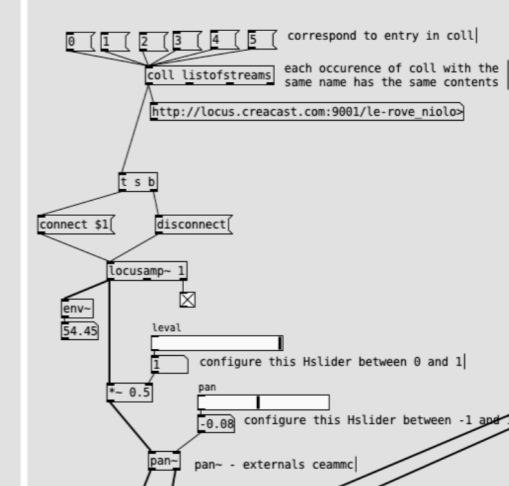 0 1 2 3 4 5 correspond to entry in coll
coll listofstreams
each occurence of coll with the
same name has the same contents
http://locus.creacast.com:9001/le-rove_niolo>
t s b
connect $1 disconnect
locusamp~ 1
env~
54.45
leval
1 configure this Hslider between 0 and 1
*~ 0.5
pan
-0.08 configure this Hslider between -1 and
pan~ pan~ - externals ceammc